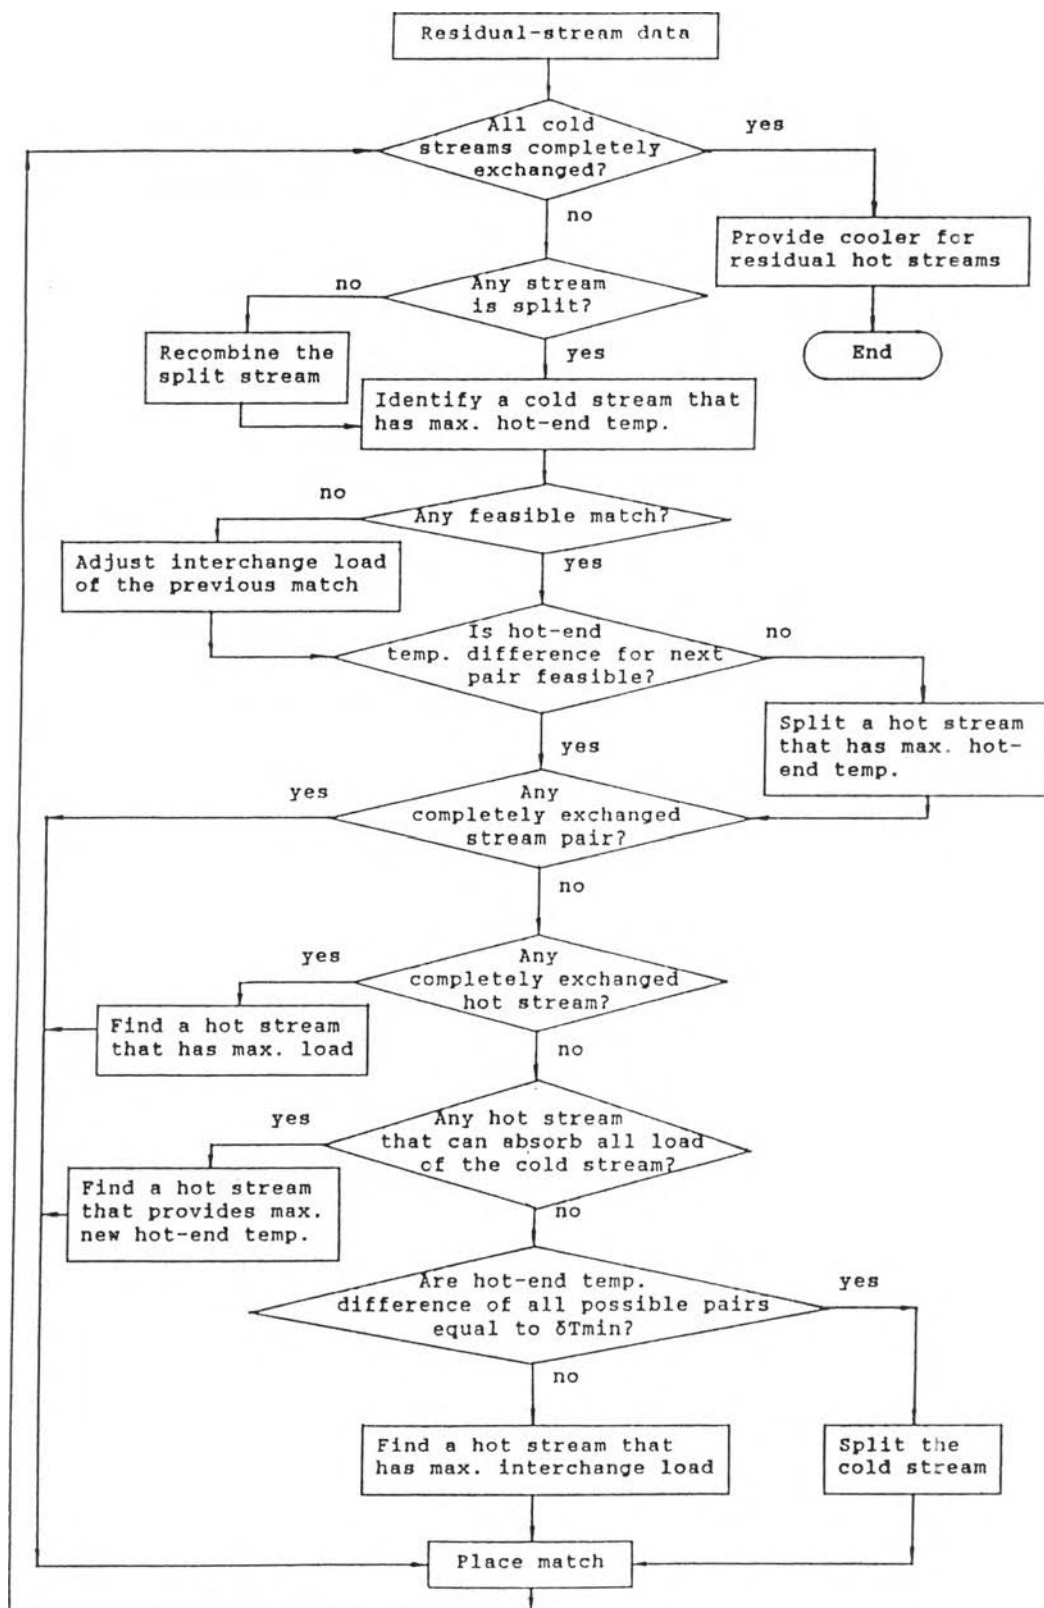 Residual-stream data
All cold
streams completely
exchanged?
yes
no
Provide cooler for
residual hot streams
Any stream
is split?
no
End
Recombine the
split stream
yes
Identify a cold stream that
has max. hot-end temp.
no
Any feasible match?
Adjust interchange load
of the previous match
yes
Is hot-end
temp. difference for next
pair feasible?
no
Split a hot stream
that has max. hot-
end temp.
yes
yes
Any
completely exchanged
stream pair?
no
yes
Any
completely exchanged
hot stream?
Find a hot stream
that has max. load
no
yes
Any hot stream
that can absorb all load
of the cold stream?
Find a hot stream
that provides max.
new hot-end temp.
no
Are hot-end temp.
difference of all possible pairs
equal to δTmin?
yes
no
Find a hot stream that
has max. interchange load
Split the
cold stream
Place match